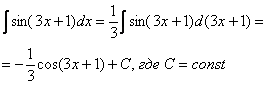 ∫sin(3x+1)dx = 1/3 ∫sin(3x+1)d(3x+1) =
= −1/3 cos(3x+1) + C, где C = const